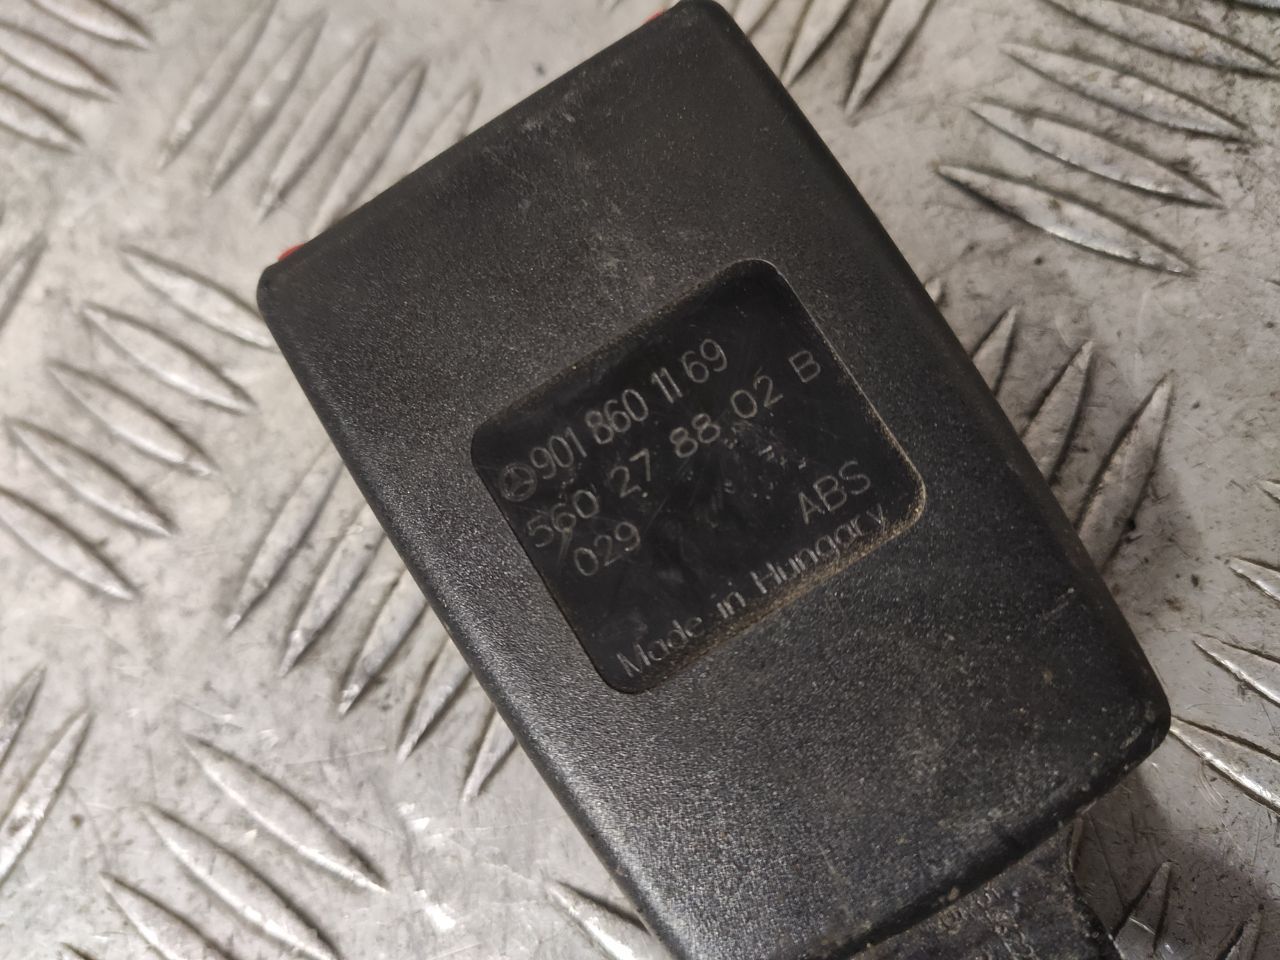 901 860 11 69
560 27 88 02 B
029 ABS
Made in Hungary